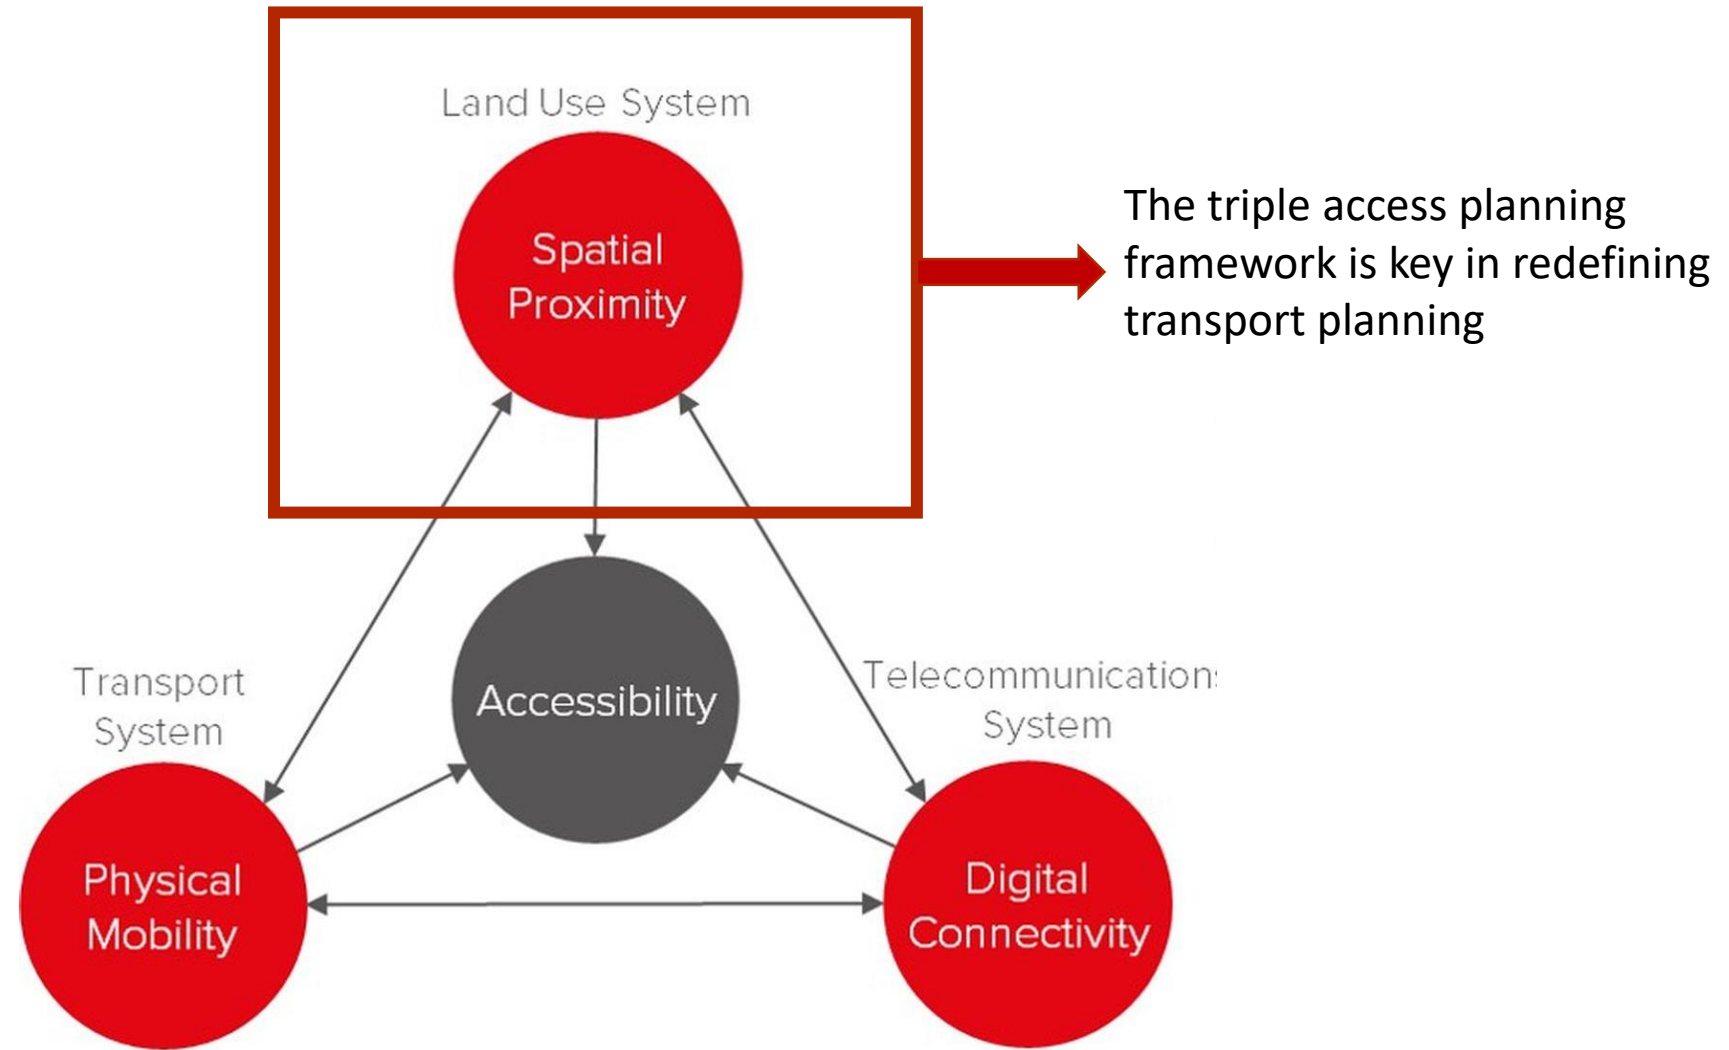 Land Use System
Spatial
Proximity
The triple access planning
framework is key in redefining
transport planning
Accessibility
Transport
System
Telecommunication
System
Physical
Mobility
Digital
Connectivity